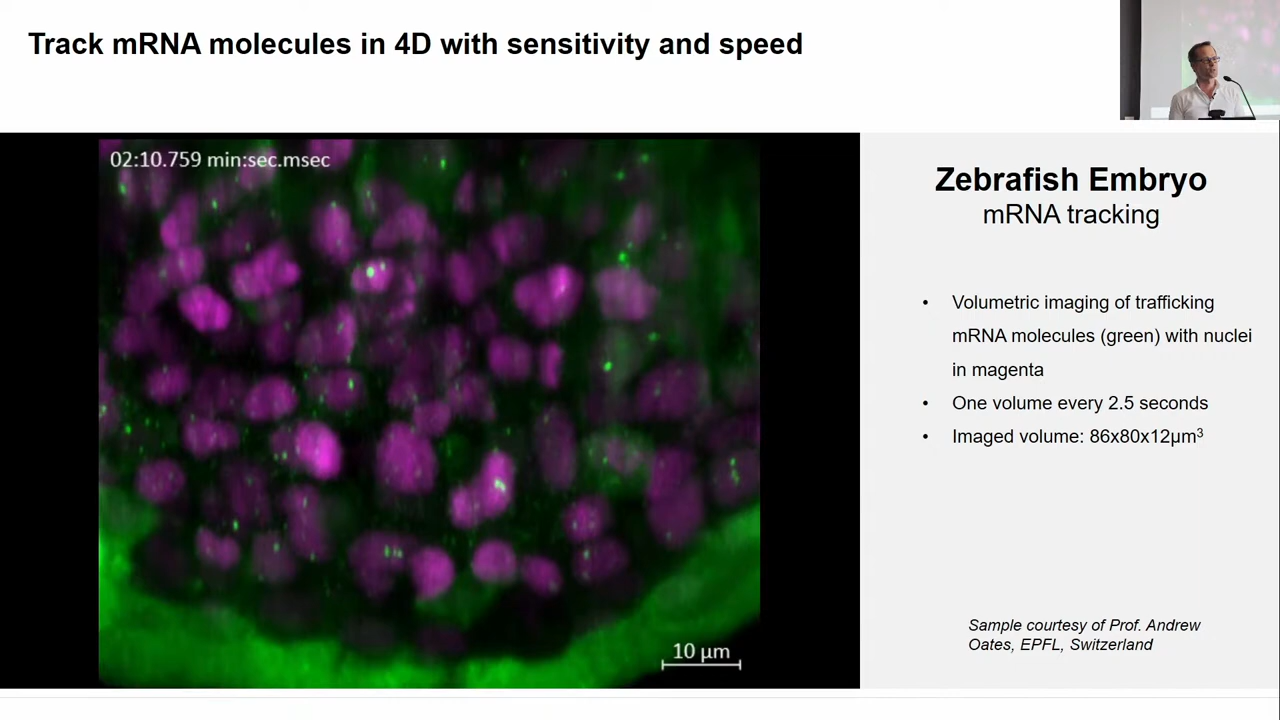 Track mRNA molecules in 4D with sensitivity and speed
02:10.759 min:sec.msec
10 µm
Zebrafish Embryo
mRNA tracking
• Volumetric imaging of trafficking
mRNA molecules (green) with nuclei
in magenta
• One volume every 2.5 seconds
• Imaged volume: 86x80x12µm³
Sample courtesy of Prof. Andrew
Oates, EPFL, Switzerland